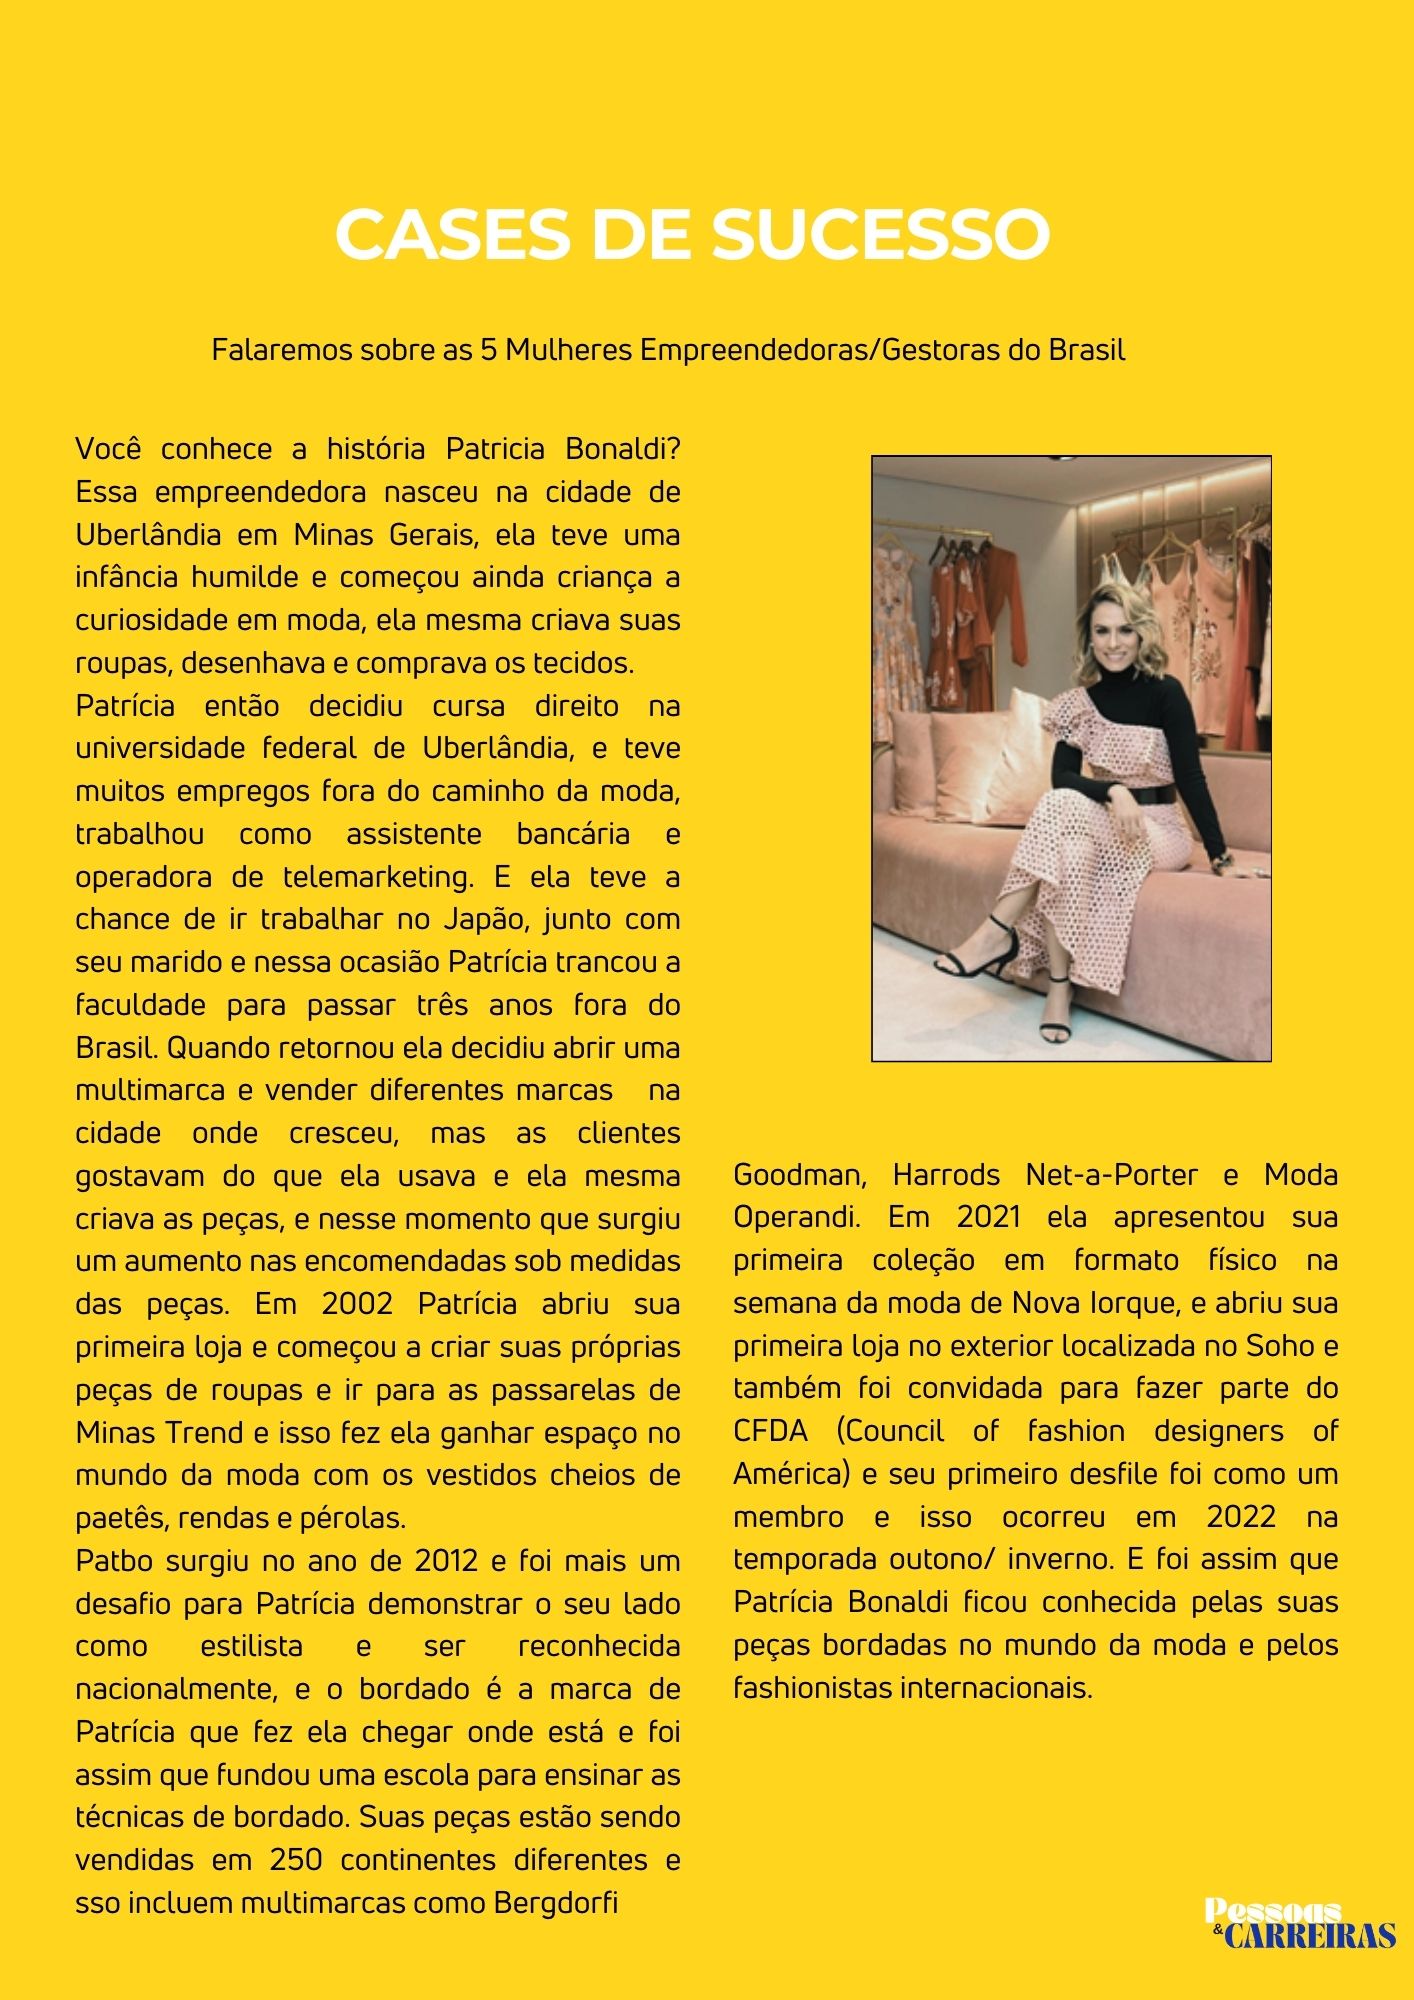 CASES DE SUCESSO
Falaremos sobre as 5 Mulheres Empreendedoras/Gestoras do Brasil
Você conhece a história Patricia Bonaldi?
Essa empreendedora nasceu na cidade de
Uberlândia em Minas Gerais, ela teve uma
infância humilde e começou ainda criança a
curiosidade em moda, ela mesma criava suas
roupas, desenhava e comprava os tecidos.
Patrícia então decidiu cursa direito na
universidade federal de Uberlândia, e teve
muitos empregos fora do caminho da moda,
trabalhou como assistente bancária e
operadora de telemarketing. E ela teve a
chance de ir trabalhar no Japão, junto com
seu marido e nessa ocasião Patrícia trancou a
faculdade para passar três anos fora do
Brasil. Quando retornou ela decidiu abrir uma
multimarca e vender diferentes marcas na
cidade onde cresceu, mas as clientes
gostavam do que ela usava e ela mesma
criava as peças, e nesse momento que surgiu
um aumento nas encomendadas sob medidas
das peças. Em 2002 Patrícia abriu sua
primeira loja e começou a criar suas próprias
peças de roupas e ir para as passarelas de
Minas Trend e isso fez ela ganhar espaço no
mundo da moda com os vestidos cheios de
paetês, rendas e pérolas.
Patbo surgiu no ano de 2012 e foi mais um
desafio para Patrícia demonstrar o seu lado
como estilista e ser reconhecida
nacionalmente, e o bordado é a marca de
Patrícia que fez ela chegar onde está e foi
assim que fundou uma escola para ensinar as
técnicas de bordado. Suas peças estão sendo
vendidas em 250 continentes diferentes e
sso incluem multimarcas como Bergdorfi
Goodman, Harrods Net-a-Porter e Moda
Operandi. Em 2021 ela apresentou sua
primeira coleção em formato físico na
semana da moda de Nova Iorque, e abriu sua
primeira loja no exterior localizada no Soho e
também foi convidada para fazer parte do
CFDA (Council of fashion designers of
América) e seu primeiro desfile foi como um
membro e isso ocorreu em 2022 na
temporada outono/ inverno. E foi assim que
Patrícia Bonaldi ficou conhecida pelas suas
peças bordadas no mundo da moda e pelos
fashionistas internacionais.
Pessoas
&CARREIRAS